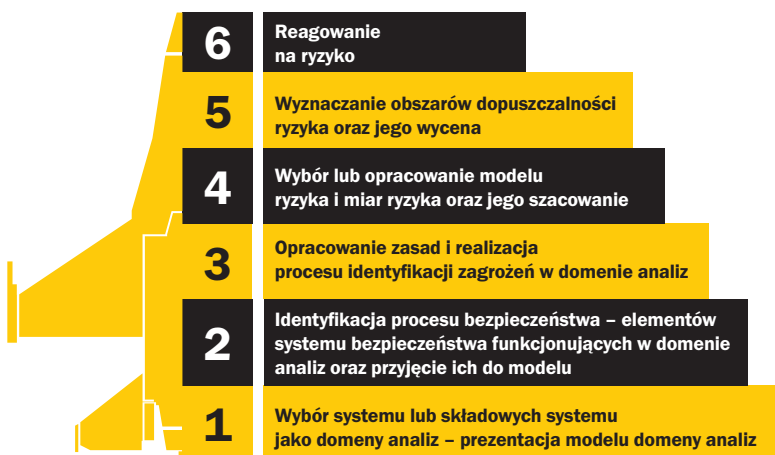 6
Reagowanie
na ryzyko
5
Wyznaczanie obszarów dopuszczalności
ryzyka oraz jego wycena
4
Wybór lub opracowanie modelu
ryzyka i miar ryzyka oraz jego szacowanie
3
Opracowanie zasad i realizacja
procesu identyfikacji zagrożeń w domenie analiz
2
Identyfikacja procesu bezpieczeństwa – elementów
systemu bezpieczeństwa funkcjonujących w domenie
analiz oraz przyjęcie ich do modelu
1
Wybór systemu lub składowych systemu
jako domeny analiz – prezentacja modelu domeny analiz